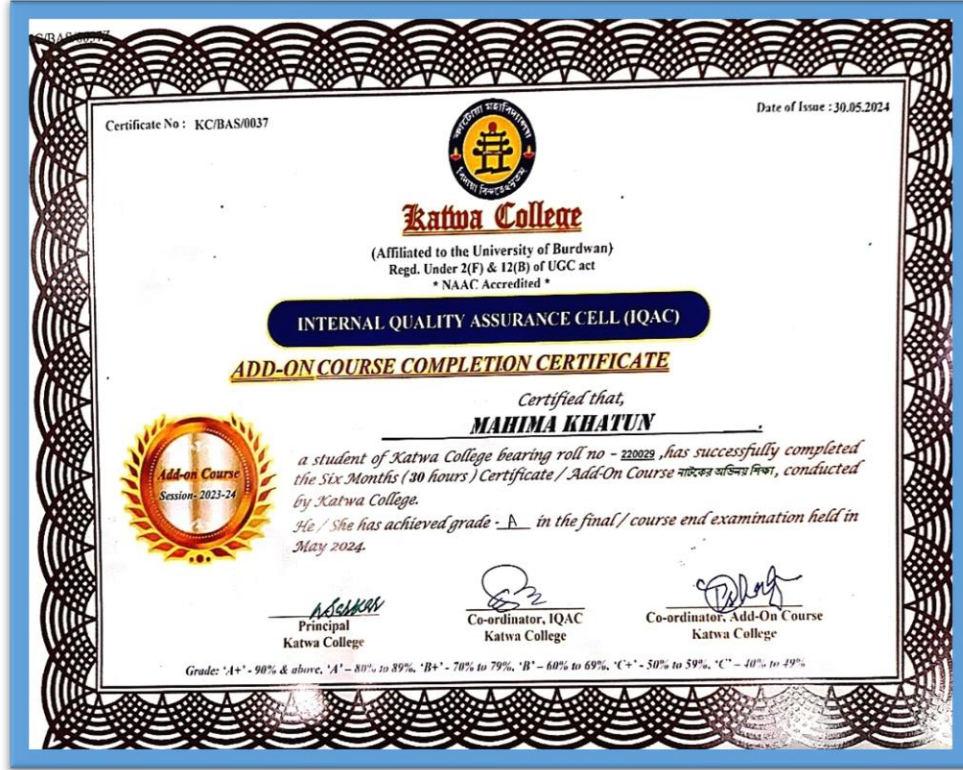 Certificate No : KC/BAS/0037
Date of Issue : 30.05.2024
কাটোয়া মহাবিদ্যালয়
Katwa College
(Affiliated to the University of Burdwan)
Regd. Under 2(F) & 12(B) of UGC act
* NAAC Accredited *
INTERNAL QUALITY ASSURANCE CELL (IQAC)
ADD-ON COURSE COMPLETION CERTIFICATE
Certified that,
MAHIMA KHATUN .
a student of Katwa College bearing roll no - 220029 , has successfully completed
the Six Months ( 30 hours ) Certificate / Add-On Course নাটকের অভিনয় শিক্ষা , conducted
by Katwa College.
He / She has achieved grade - A in the final / course end examination held in
May 2024.
Add-on Course
Session- 2023-24
Principal
Katwa College
Co-ordinator, IQAC
Katwa College
Co-ordinator, Add-On Course
Katwa College
Grade: 'A+' - 90% & above, 'A' – 80% to 89%, 'B+' - 70% to 79%, 'B' – 60% to 69%, 'C+' - 50% to 59%, 'C' – 40% to 49%